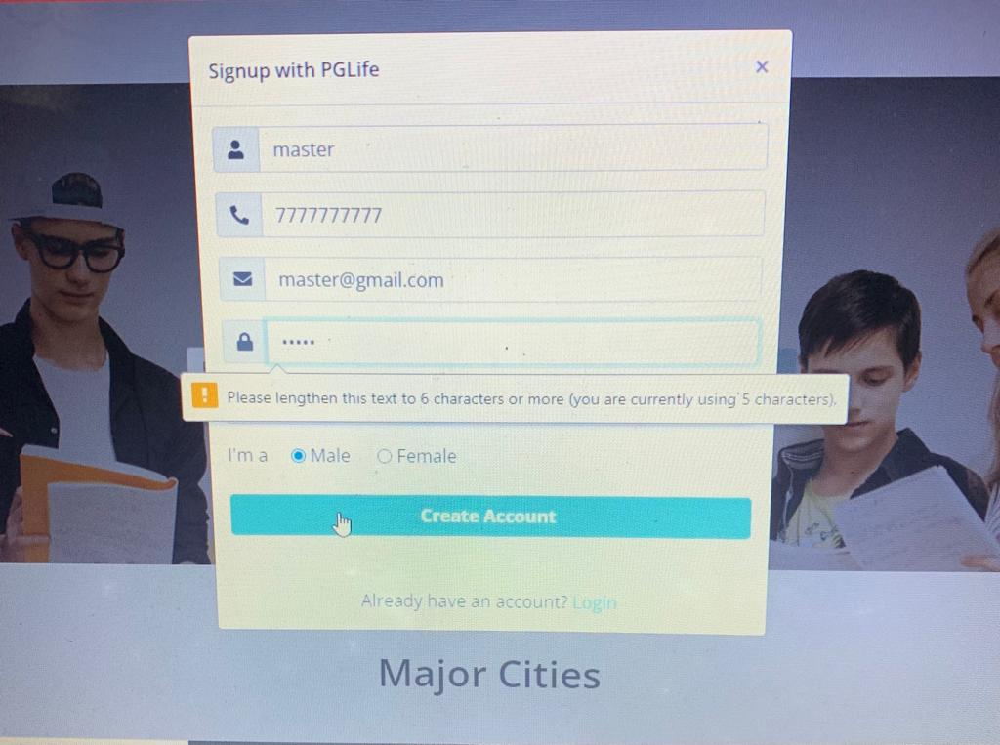 Signup with PGLife
×
master
7777777777
master@gmail.com
•••••
! Please lengthen this text to 6 characters or more (you are currently using 5 characters).
I'm a Male Female
Create Account
Already have an account? Login
Major Cities